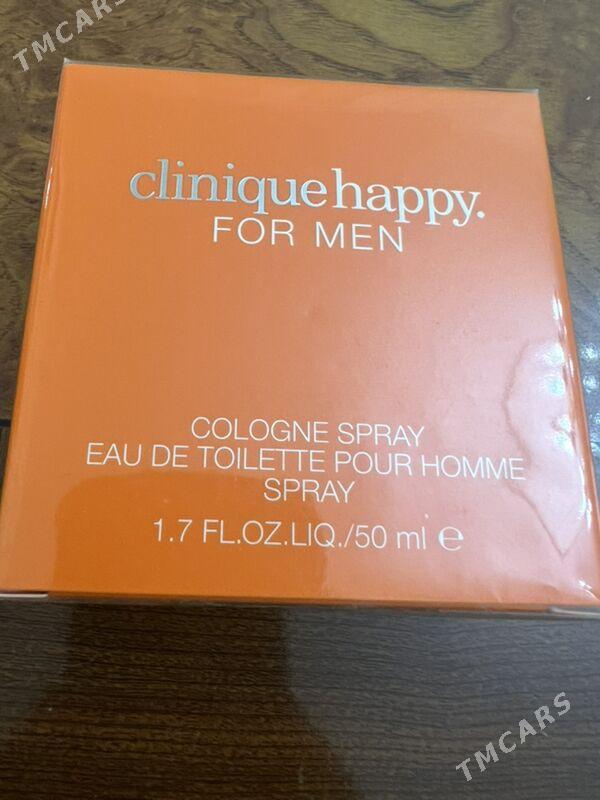 TMCARS
clinique happy.
FOR MEN
COLOGNE SPRAY
EAU DE TOILETTE POUR HOMME
SPRAY
1.7 FL.OZ.LIQ./50 ml ℮
TMCARS